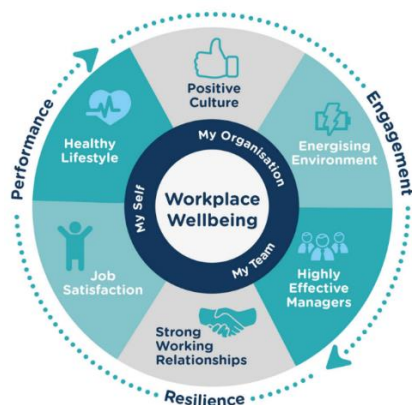 Performance
Engagement
Resilience
Positive
Culture
Energising
Environment
Highly
Effective
Managers
Strong
Working
Relationships
Job
Satisfaction
Healthy
Lifestyle
My Organisation
My Team
My Self
Workplace
Wellbeing